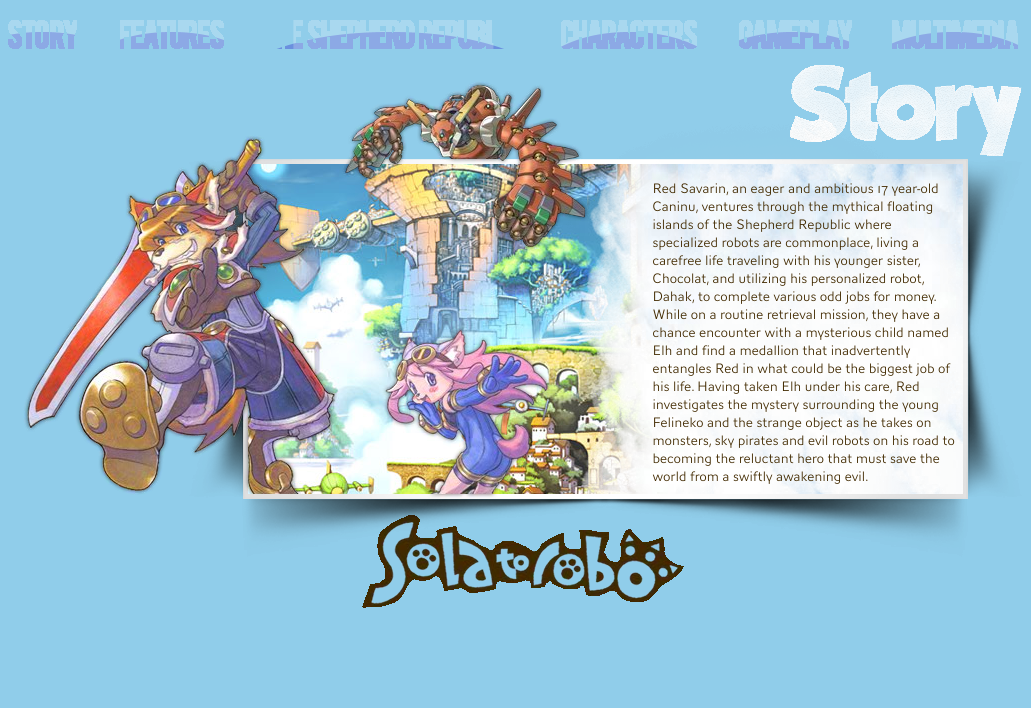 STORY FEATURES E SHEPHERD REPUBL CHARACTERS GAMEPLAY MULTIMEDIA
Story
Red Savarin, an eager and ambitious 17 year-old
Caninu, ventures through the mythical floating
islands of the Shepherd Republic where
specialized robots are commonplace, living a
carefree life traveling with his younger sister,
Chocolat, and utilizing his personalized robot,
Dahak, to complete various odd jobs for money.
While on a routine retrieval mission, they have a
chance encounter with a mysterious child named
Elh and find a medallion that inadvertently
entangles Red in what could be the biggest job of
his life. Having taken Elh under his care, Red
investigates the mystery surrounding the young
Felineko and the strange object as he takes on
monsters, sky pirates and evil robots on his road to
becoming the reluctant hero that must save the
world from a swiftly awakening evil.
Solatorobo